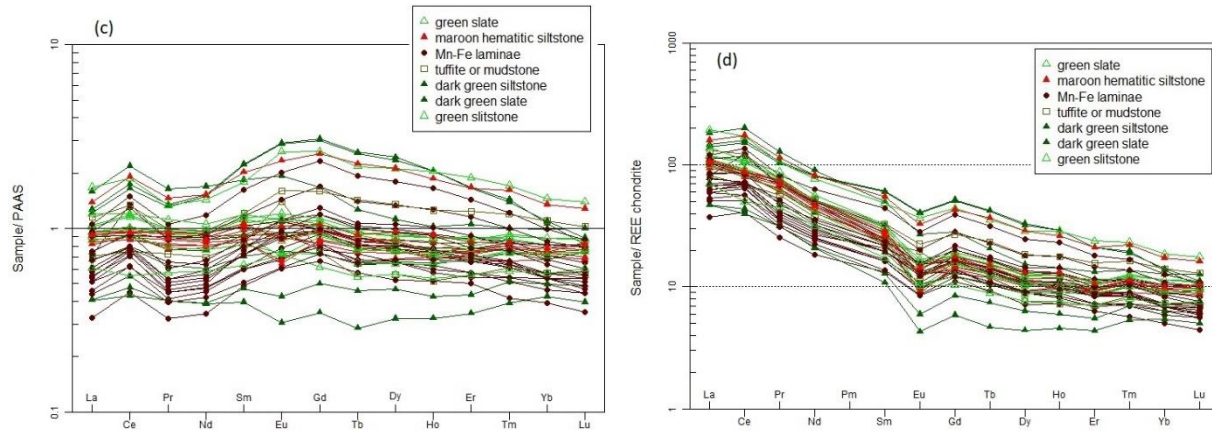 (c)
green slate
maroon hematitic siltstone
Mn-Fe laminae
tuffite or mudstone
dark green siltstone
dark green slate
green slitstone
Sample/ PAAS
10
1
0.1
La
Ce
Pr
Nd
Sm
Eu
Gd
Tb
Dy
Ho
Er
Tm
Yb
Lu
(d)
green slate
maroon hematitic siltstone
Mn-Fe laminae
tuffite or mudstone
dark green siltstone
dark green slate
green slitstone
Sample/ REE chondrite
1000
100
10
1
La
Ce
Pr
Nd
Pm
Sm
Eu
Gd
Tb
Dy
Ho
Er
Tm
Yb
Lu